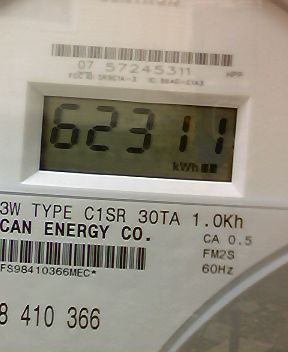 07 57245311
HPP
62311
kWh
3W TYPE C1SR 30TA 1.0Kh
CAN ENERGY CO.
CA 0.5
FM2S
60Hz
FS98410366MEC*
8 410 366